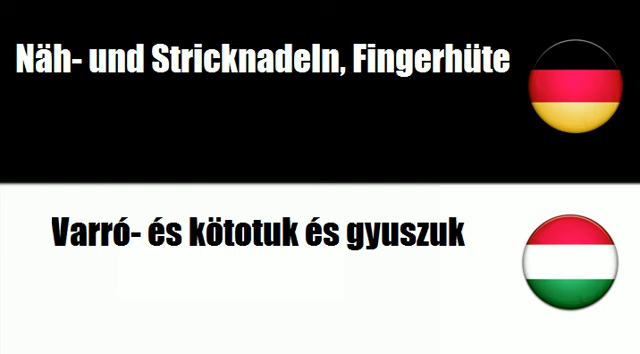 Näh- und Stricknadeln, Fingerhüte
Varró- és kötotuk és gyuszuk